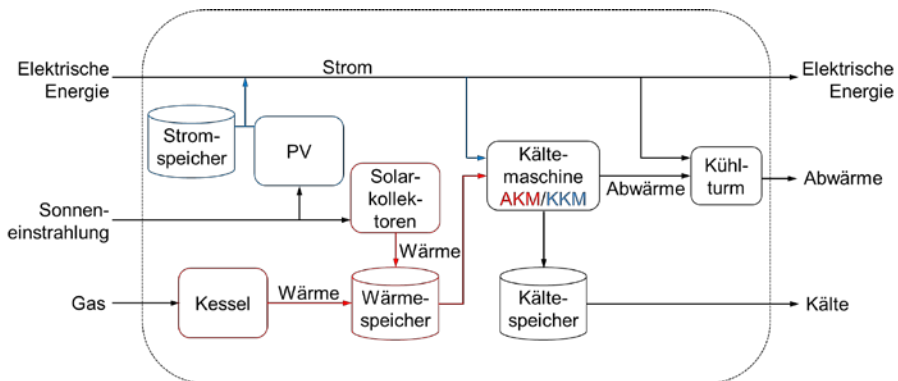 Elektrische
Energie
Strom
Elektrische
Energie
Strom-
speicher
PV
Solar-
kollek-
toren
Kälte-
maschine
AKM/KKM
Abwärme
Kühl-
turm
Abwärme
Sonnen-
einstrahlung
Wärme
Gas
Kessel
Wärme
Wärme-
speicher
Kälte-
speicher
Kälte